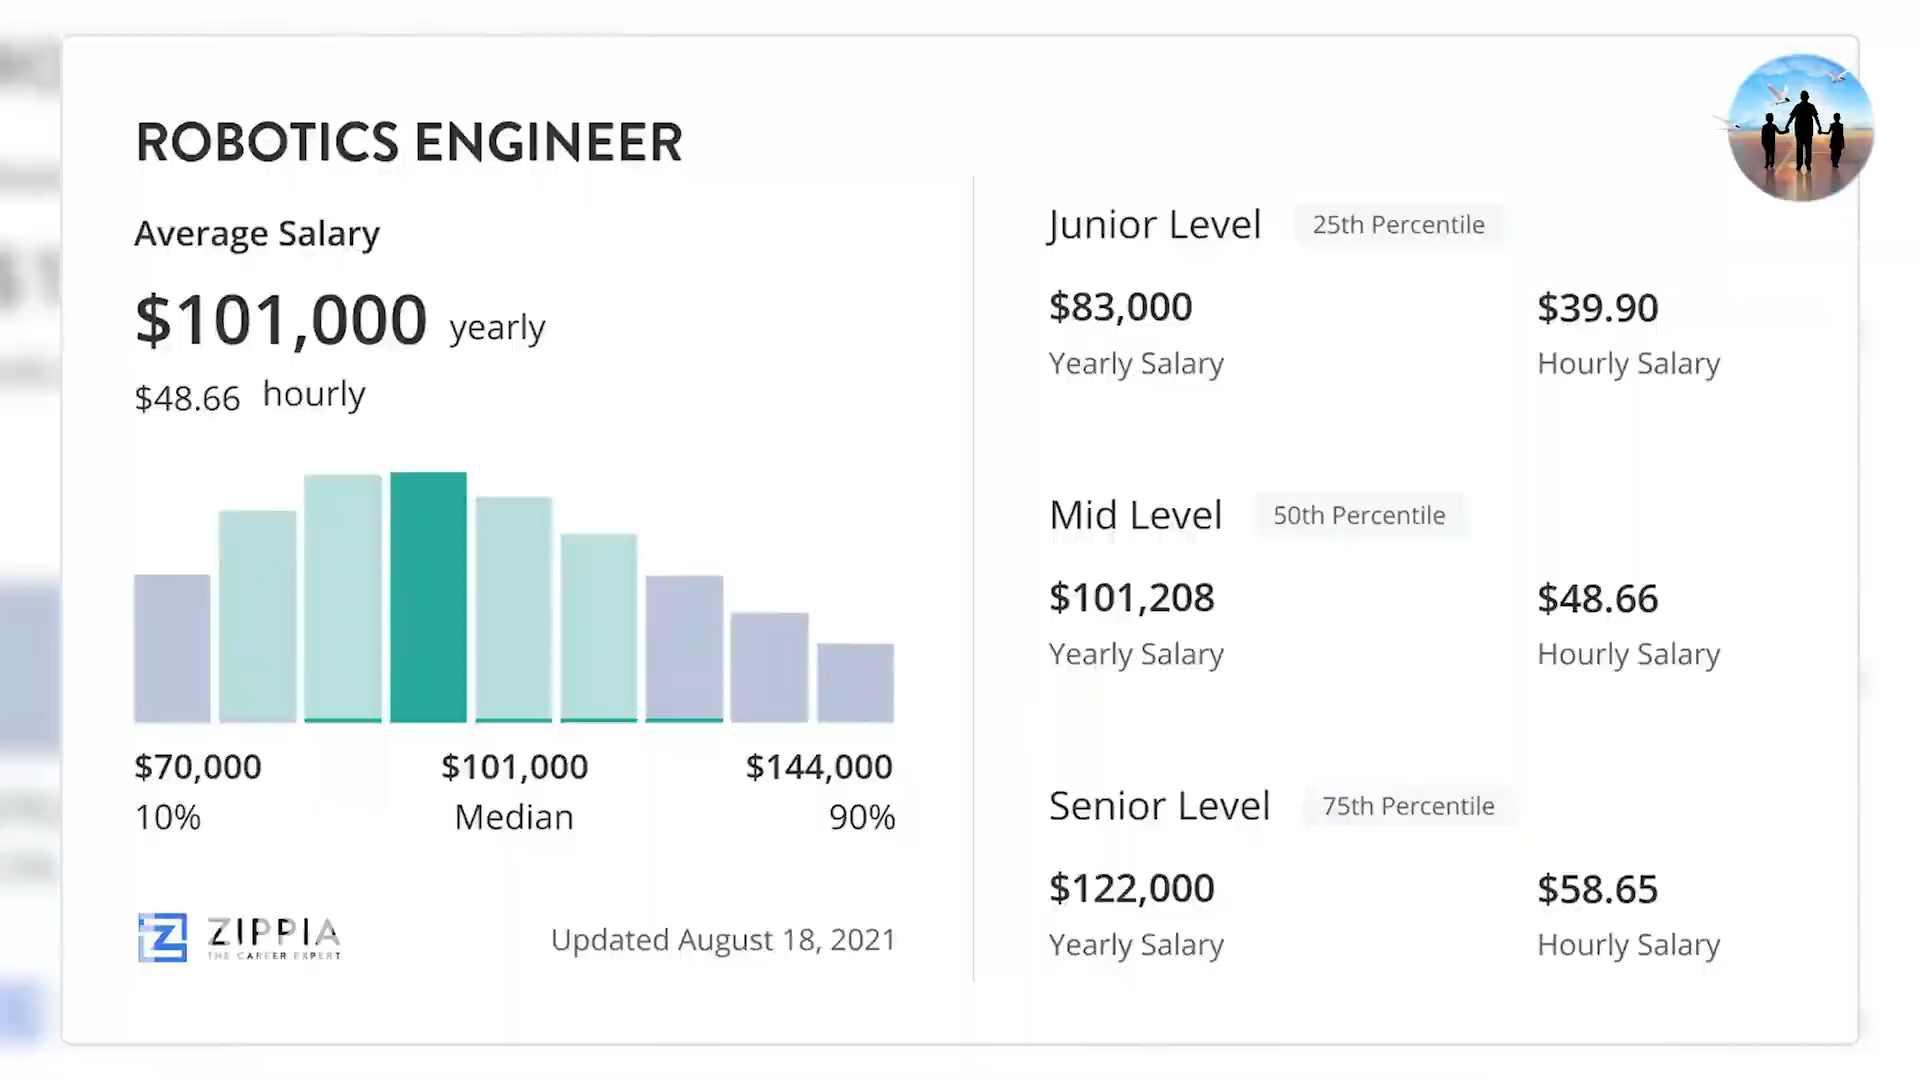 ROBOTICS ENGINEER
Average Salary
$101,000 yearly
$48.66 hourly
$70,000 $101,000 $144,000
10% Median 90%
ZIPPIA
THE CAREER EXPERT
Updated August 18, 2021
Junior Level 25th Percentile
$83,000 $39.90
Yearly Salary Hourly Salary
Mid Level 50th Percentile
$101,208 $48.66
Yearly Salary Hourly Salary
Senior Level 75th Percentile
$122,000 $58.65
Yearly Salary Hourly Salary